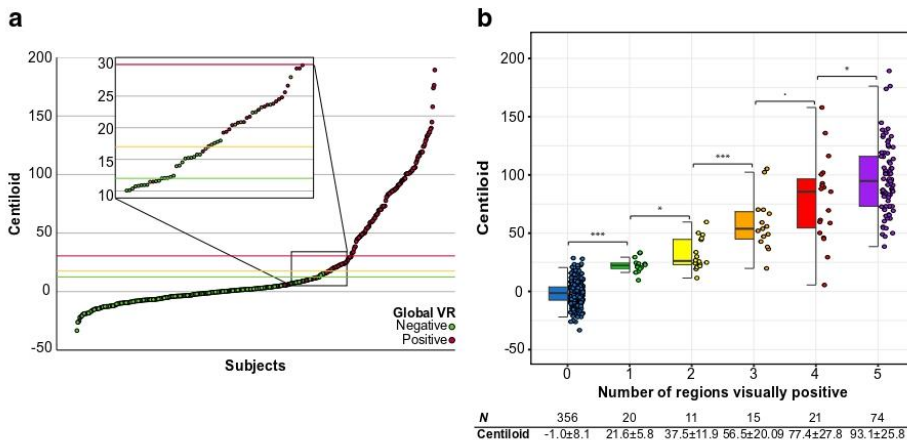 a
200
150
100
50
0
-50
Centiloid
30
25
20
15
10
Global VR
Negative
Positive
Subjects
b
200
150
100
50
0
-50
Centiloid
***
*
***
*
*
0 1 2 3 4 5
Number of regions visually positive
N 356 20 11 15 21 74
Centiloid -1.0±8.1 21.6±5.8 37.5±11.9 56.5±20.09 77.4±27.8 93.1±25.8